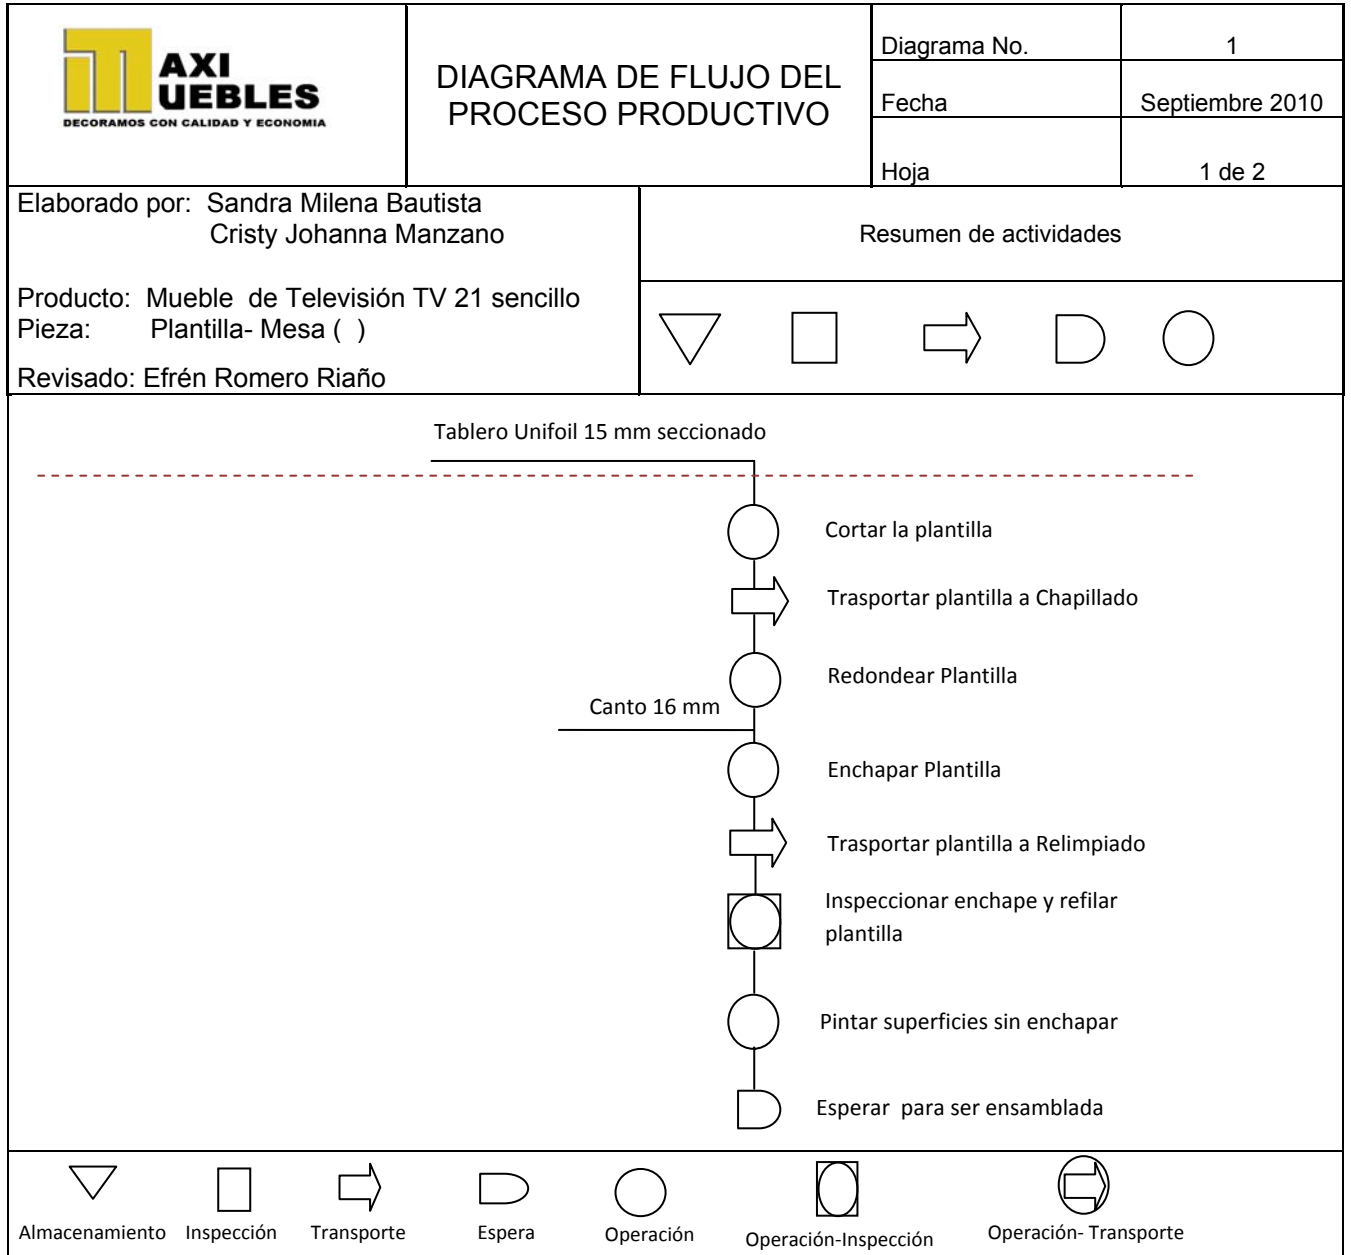 AXI
UEBLES
DECORAMOS CON CALIDAD Y ECONOMIA
DIAGRAMA DE FLUJO DEL
PROCESO PRODUCTIVO
Diagrama No. 1
Fecha Septiembre 2010
Hoja 1 de 2
Elaborado por: Sandra Milena Bautista
Cristy Johanna Manzano
Producto: Mueble de Televisión TV 21 sencillo
Pieza: Plantilla- Mesa ( )
Revisado: Efrén Romero Riaño
Resumen de actividades
Tablero Unifoil 15 mm seccionado
Cortar la plantilla
Trasportar plantilla a Chapillado
Redondear Plantilla
Canto 16 mm
Enchapar Plantilla
Trasportar plantilla a Relimpiado
Inspeccionar enchape y refilar
plantilla
Pintar superficies sin enchapar
Esperar para ser ensamblada
Almacenamiento Inspección Transporte Espera Operación Operación-Inspección Operación- Transporte